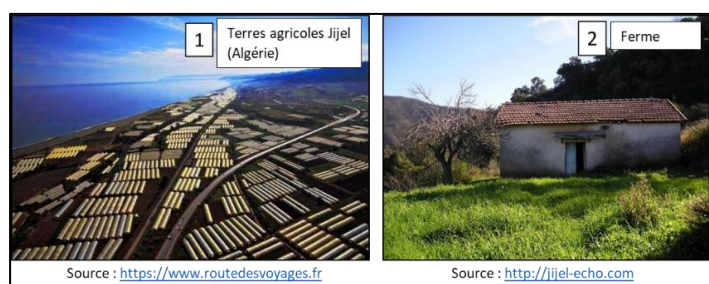 1
Terres agricoles Jijel
(Algérie)
2
Ferme
Source : https://www.routedesvoyages.fr
Source : http://jijel-echo.com